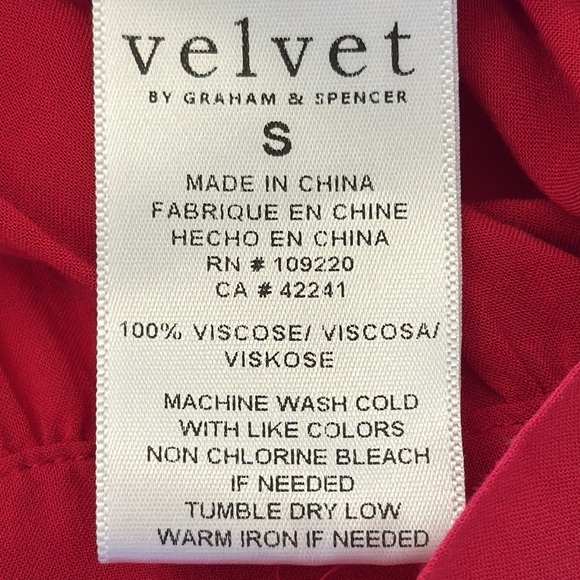 velvet
BY GRAHAM & SPENCER
S
MADE IN CHINA
FABRIQUE EN CHINE
HECHO EN CHINA
RN # 109220
CA # 42241
100% VISCOSE/ VISCOSA/
VISKOSE
MACHINE WASH COLD
WITH LIKE COLORS
NON CHLORINE BLEACH
IF NEEDED
TUMBLE DRY LOW
WARM IRON IF NEEDED